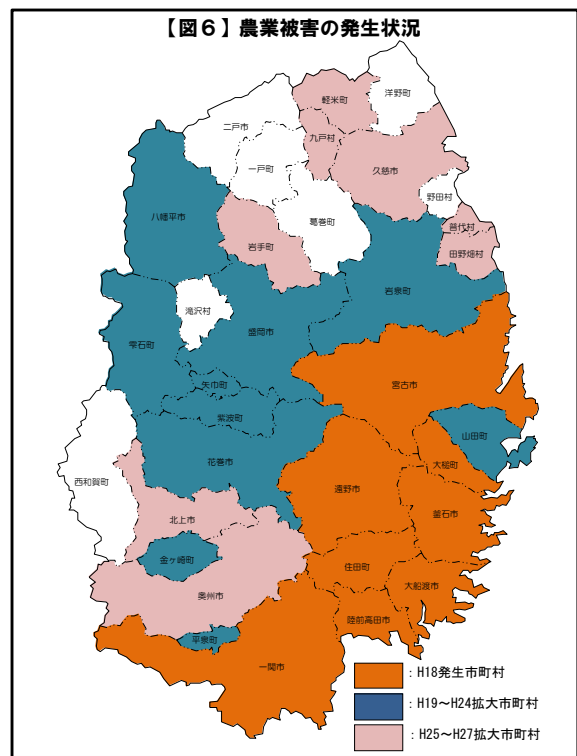 【図６】農業被害の発生状況
洋野町
軽米町
二戸市
九戸村
一戸町
久慈市
野田村
八幡平市
葛巻町
普代村
岩手町
田野畑村
岩泉町
滝沢村
盛岡市
雫石町
宮古市
矢巾町
紫波町
山田町
大槌町
花巻市
西和賀町
遠野市
釜石市
北上市
金ヶ崎町
住田町
大船渡市
奥州市
陸前高田市
平泉町
一関市
：H18発生市町村
：H19～H24拡大市町村
：H25～H27拡大市町村